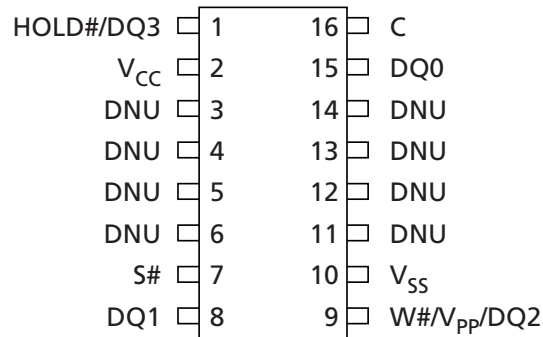 HOLD#/DQ3 1 16 C
VCC 2 15 DQ0
DNU 3 14 DNU
DNU 4 13 DNU
DNU 5 12 DNU
DNU 6 11 DNU
S# 7 10 VSS
DQ1 8 9 W#/VPP/DQ2